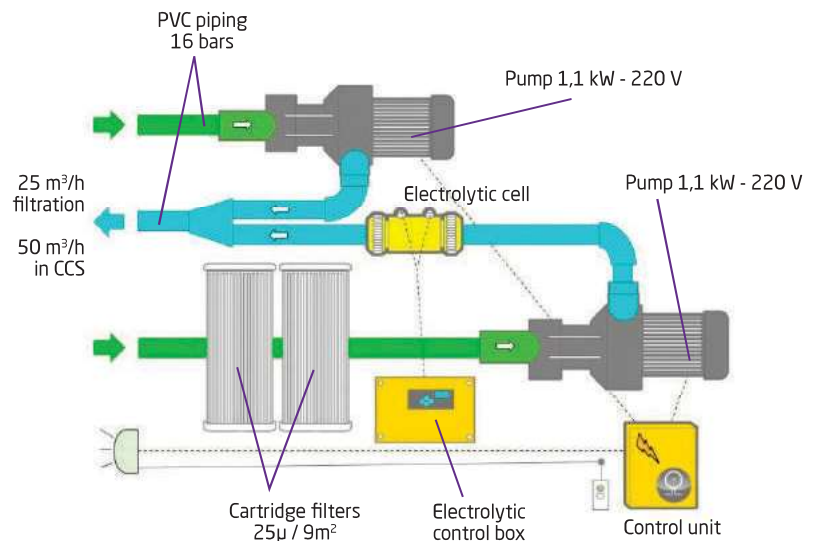 PVC piping
16 bars
Pump 1,1 kW - 220 V
25 m³/h
filtration
Electrolytic cell
Pump 1,1 kW - 220 V
50 m³/h
in CCS
Cartridge filters
25µ / 9m²
Electrolytic
control box
Control unit